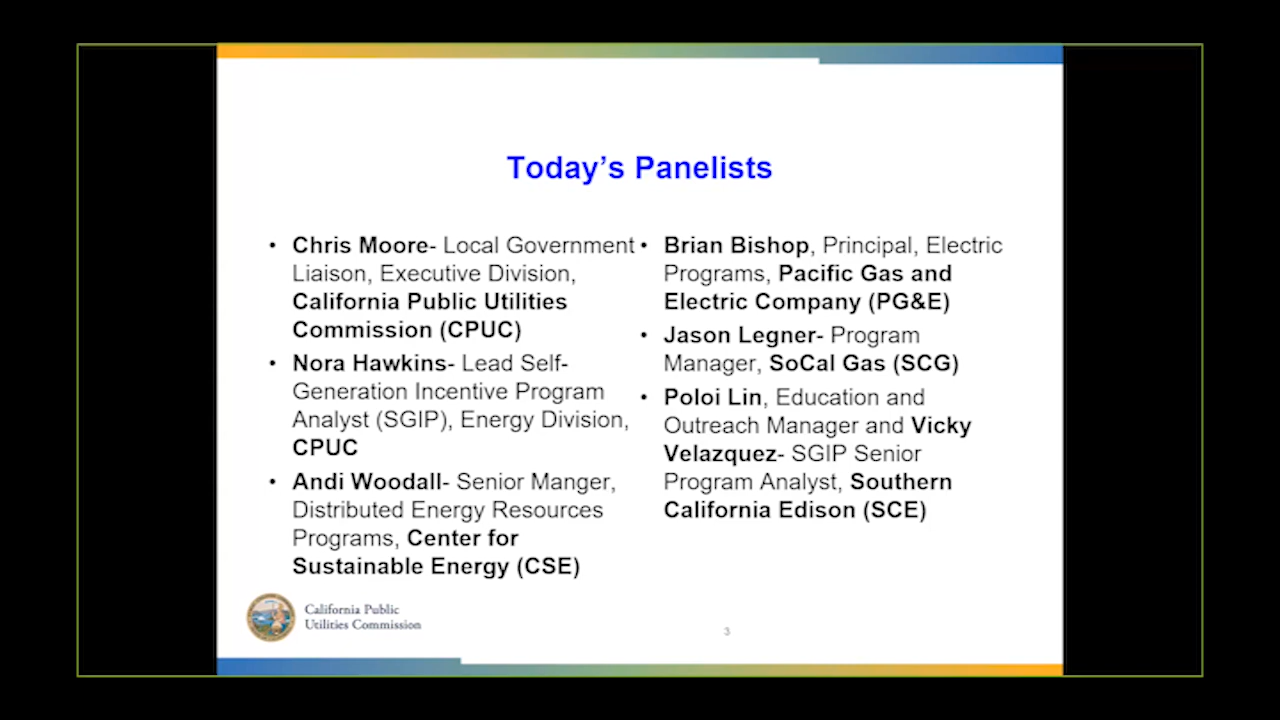 Today’s Panelists
• Chris Moore- Local Government
Liaison, Executive Division,
California Public Utilities
Commission (CPUC)
• Nora Hawkins- Lead Self-
Generation Incentive Program
Analyst (SGIP), Energy Division,
CPUC
• Andi Woodall- Senior Manger,
Distributed Energy Resources
Programs, Center for
Sustainable Energy (CSE)
• Brian Bishop, Principal, Electric
Programs, Pacific Gas and
Electric Company (PG&E)
• Jason Legner- Program
Manager, SoCal Gas (SCG)
• Poloi Lin, Education and
Outreach Manager and Vicky
Velazquez- SGIP Senior
Program Analyst, Southern
California Edison (SCE)
California Public
Utilities Commission
3